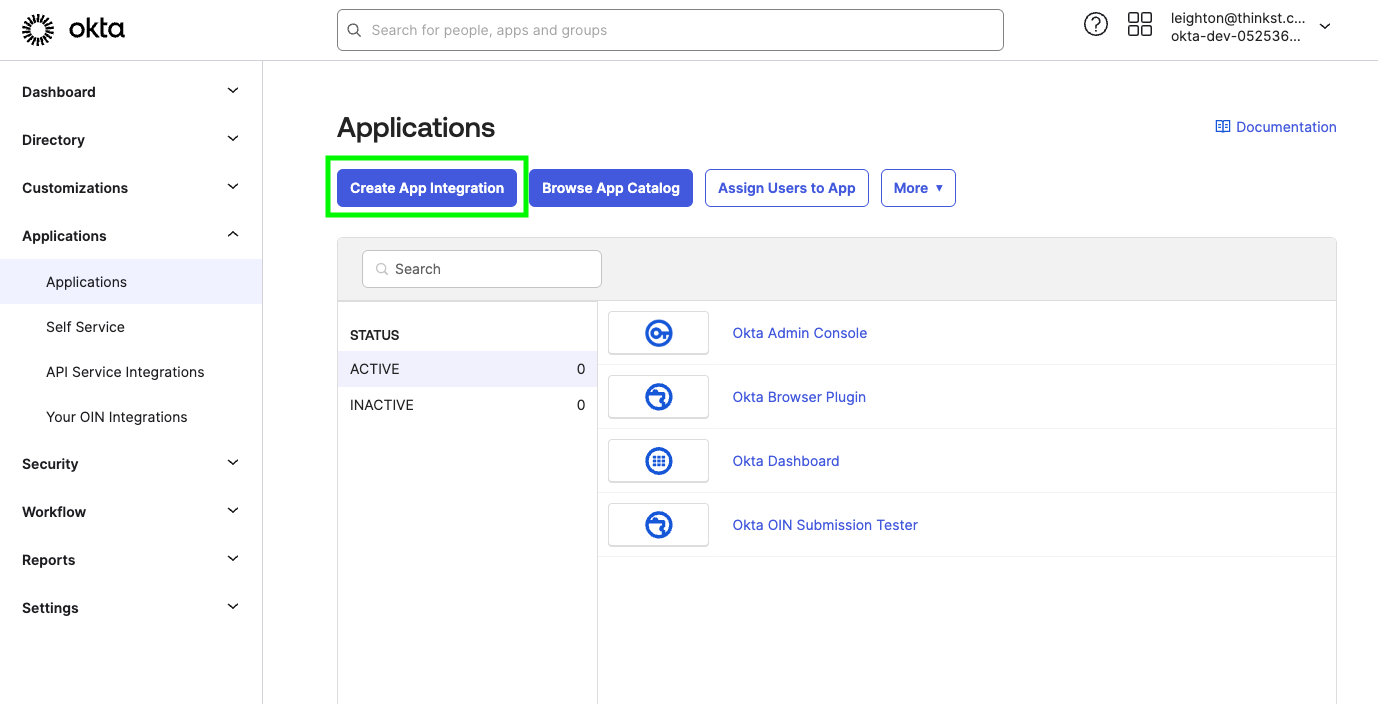 okta
Search for people, apps and groups
leighton@thinkst.c...
okta-dev-052536...
Dashboard
Directory
Customizations
Applications
Applications
Self Service
API Service Integrations
Your OIN Integrations
Security
Workflow
Reports
Settings
Applications
Documentation
Create App Integration
Browse App Catalog
Assign Users to App
More
Search
STATUS
ACTIVE 0
INACTIVE 0
Okta Admin Console
Okta Browser Plugin
Okta Dashboard
Okta OIN Submission Tester